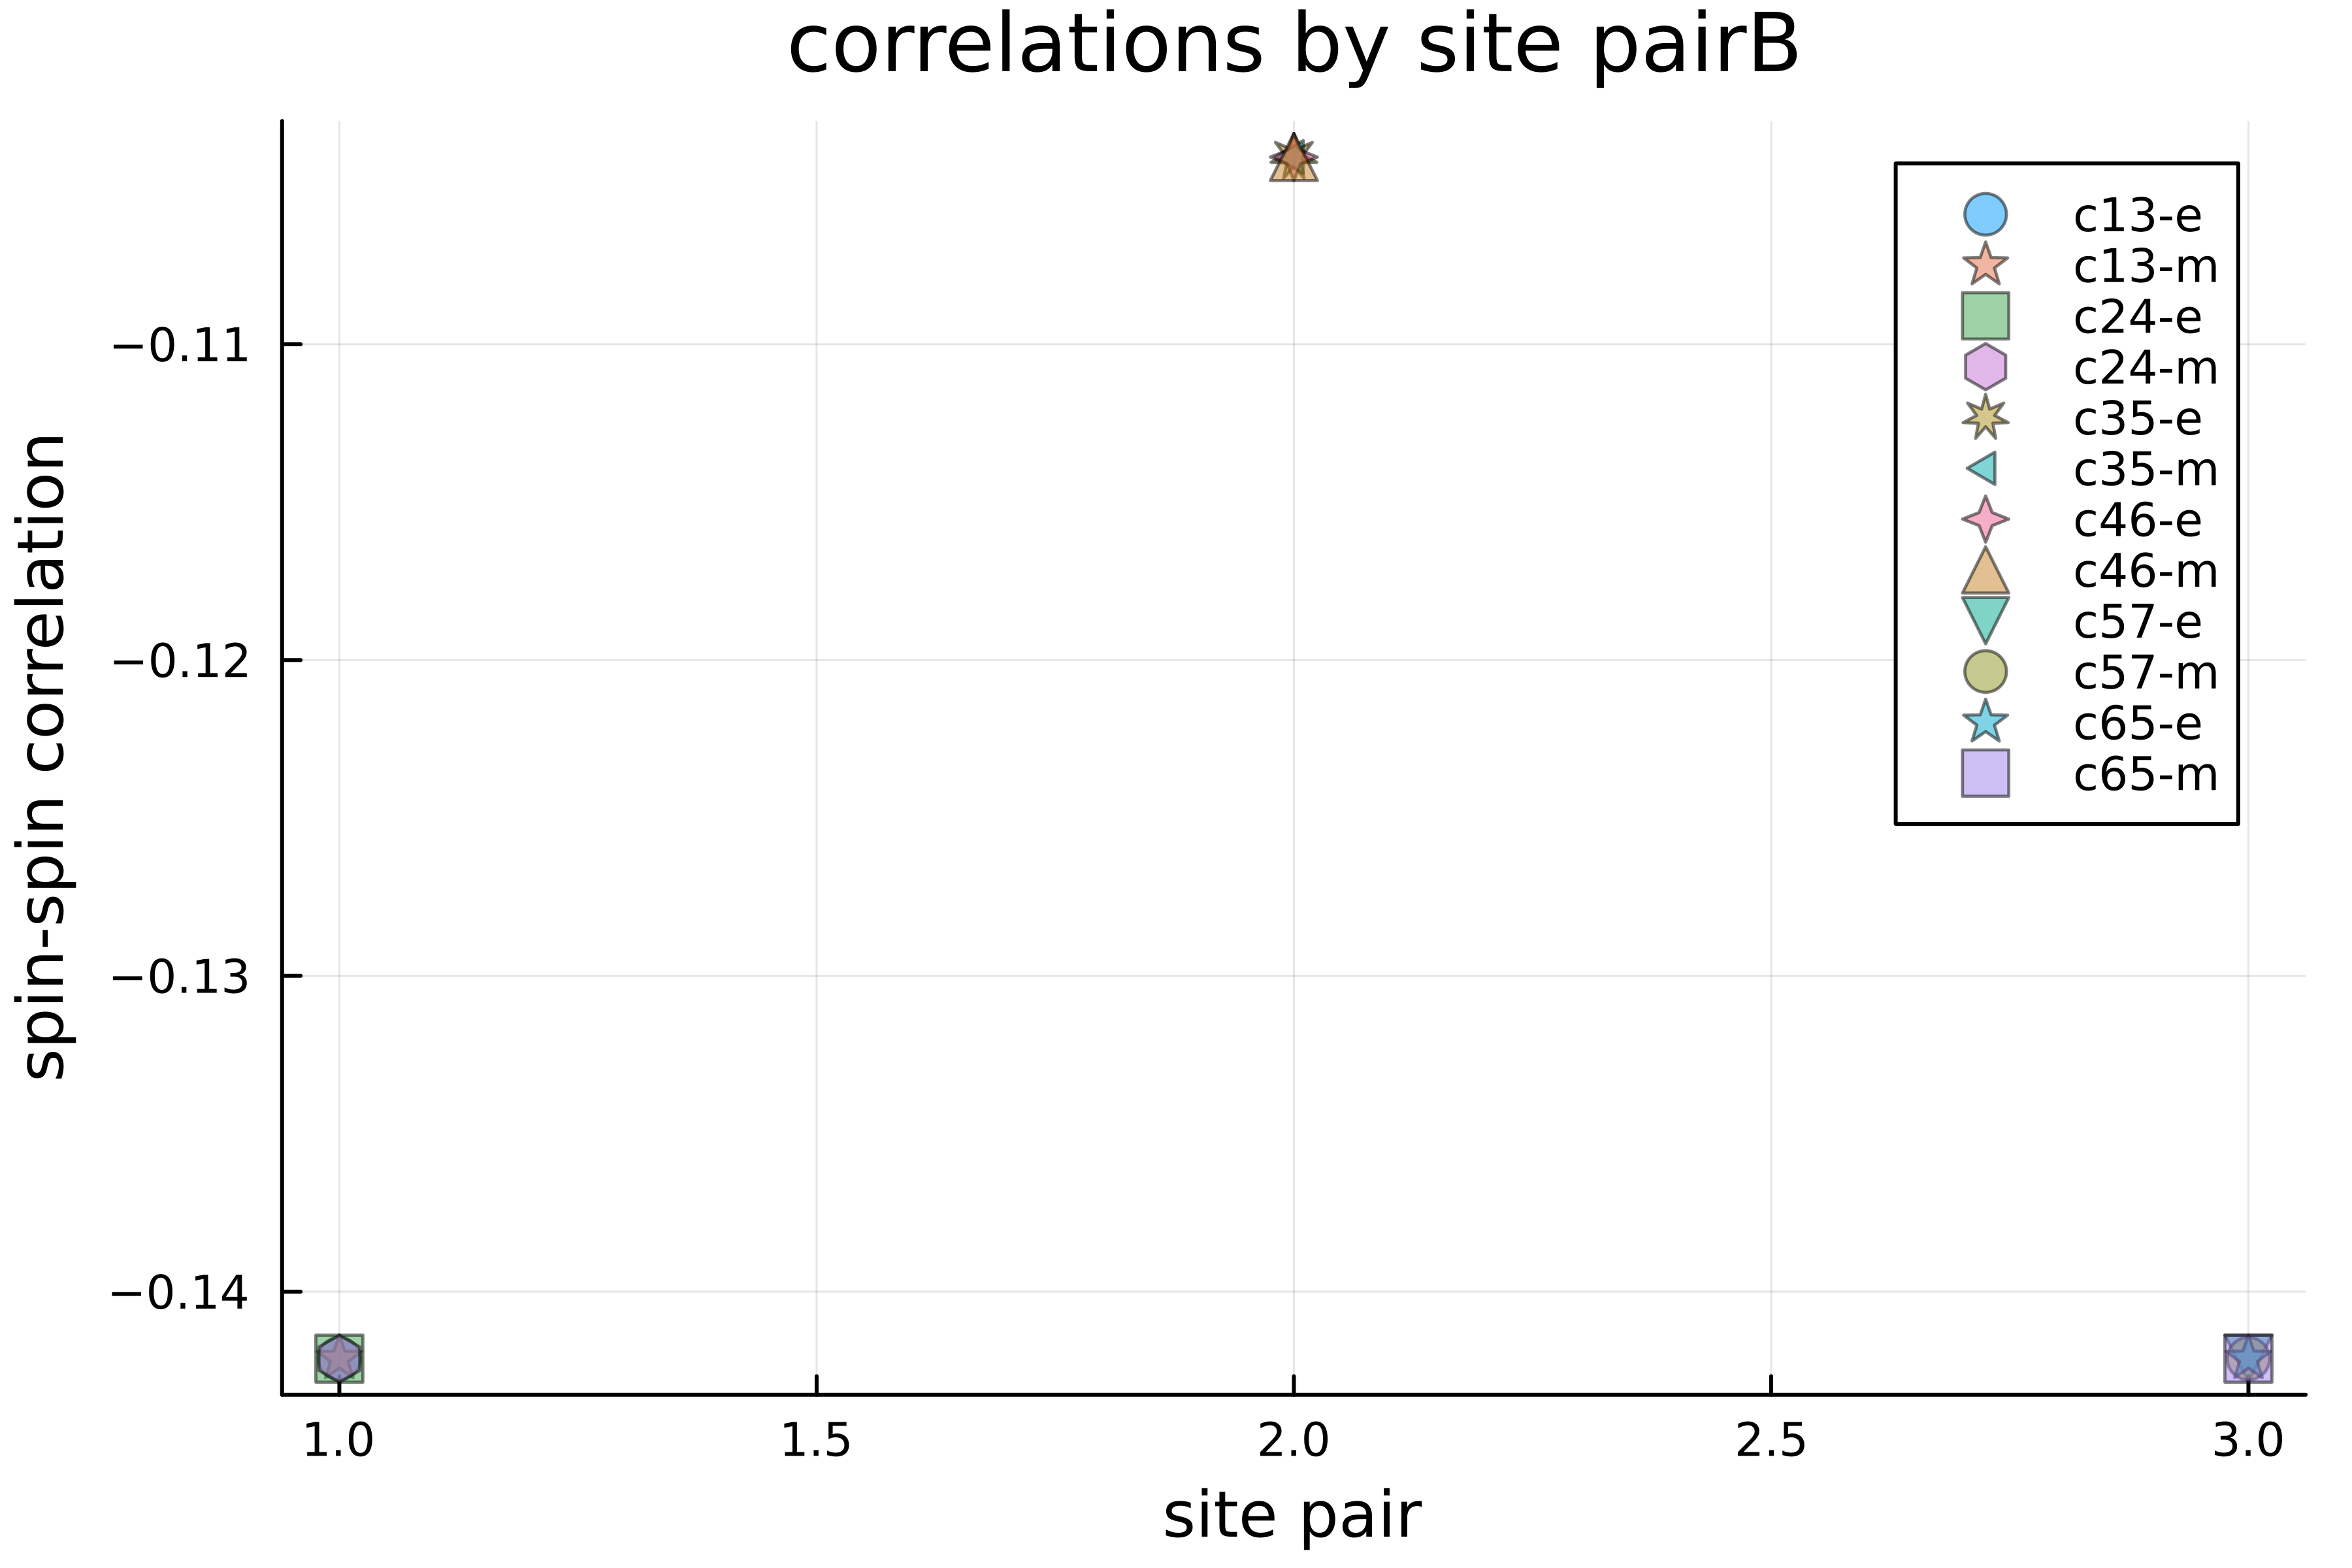 correlations by site pairB
spin-spin correlation
−0.11
−0.12
−0.13
−0.14
c13-e
c13-m
c24-e
c24-m
c35-e
c35-m
c46-e
c46-m
c57-e
c57-m
c65-e
c65-m
1.0 1.5 2.0 2.5 3.0
site pair